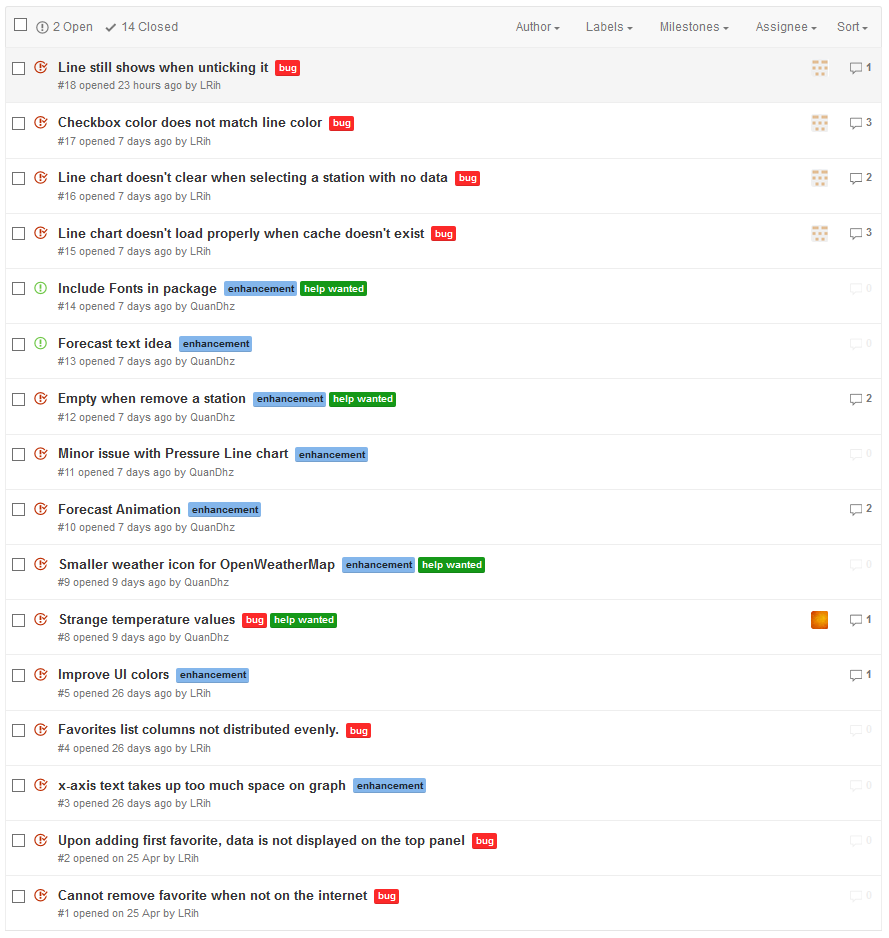 2 Open 14 Closed Author Labels Milestones Assignee Sort
Line still shows when unticking it bug 1
#18 opened 23 hours ago by LRih
Checkbox color does not match line color bug 3
#17 opened 7 days ago by LRih
Line chart doesn't clear when selecting a station with no data bug 2
#16 opened 7 days ago by LRih
Line chart doesn't load properly when cache doesn't exist bug 3
#15 opened 7 days ago by LRih
Include Fonts in package enhancement help wanted 0
#14 opened 7 days ago by QuanDhz
Forecast text idea enhancement 0
#13 opened 7 days ago by QuanDhz
Empty when remove a station enhancement help wanted 2
#12 opened 7 days ago by QuanDhz
Minor issue with Pressure Line chart enhancement 0
#11 opened 7 days ago by QuanDhz
Forecast Animation enhancement 2
#10 opened 7 days ago by QuanDhz
Smaller weather icon for OpenWeatherMap enhancement help wanted 0
#9 opened 9 days ago by QuanDhz
Strange temperature values bug help wanted 1
#8 opened 9 days ago by QuanDhz
Improve UI colors enhancement 1
#5 opened 26 days ago by LRih
Favorites list columns not distributed evenly. bug 0
#4 opened 26 days ago by LRih
x-axis text takes up too much space on graph enhancement 0
#3 opened 26 days ago by LRih
Upon adding first favorite, data is not displayed on the top panel bug 0
#2 opened on 25 Apr by LRih
Cannot remove favorite when not on the internet bug 0
#1 opened on 25 Apr by LRih